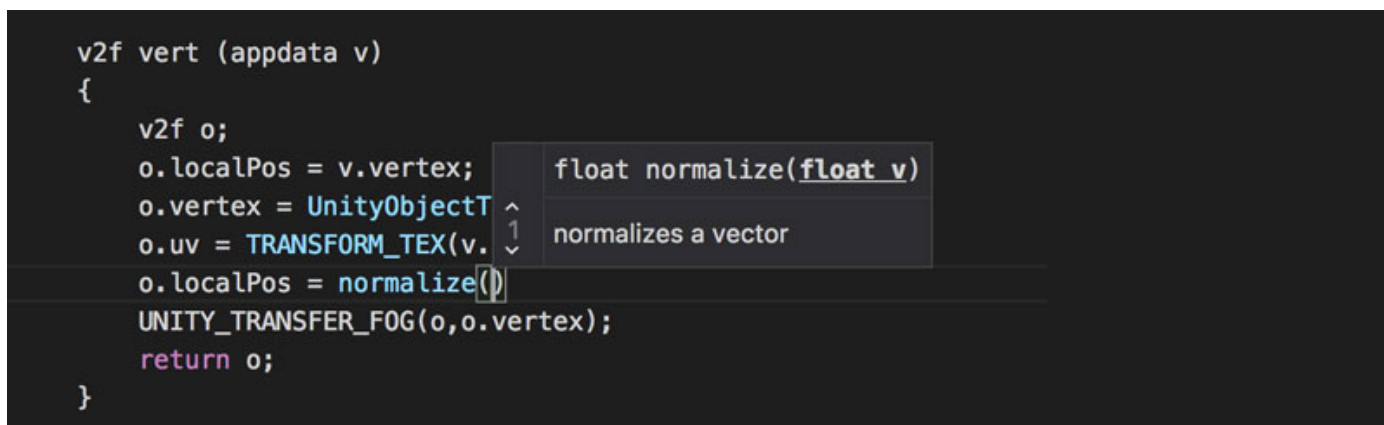 v2f vert (appdata v)
{
v2f o;
o.localPos = v.vertex;
float normalize(float v)
o.vertex = UnityObjectT
1
normalizes a vector
o.uv = TRANSFORM_TEX(v.
o.localPos = normalize()
UNITY_TRANSFER_FOG(o,o.vertex);
return o;
}